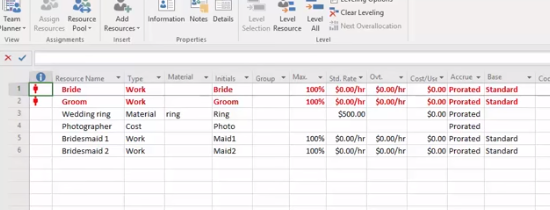 Team Planner Assign Resources Resource Pool Add Resources Information Notes Details Level Selection Level Resource Level All Leveling Options
Clear Leveling
Next Overallocation
View Assignments Insert Properties Level
Resource Name Type Material Initials Group Max. Std. Rate Ovt. Cost/Use Accrue Base
1 Bride Work Bride 100% $0.00/hr $0.00/hr $0.00 Prorated Standard
2 Groom Work Groom 100% $0.00/hr $0.00/hr $0.00 Prorated Standard
3 Wedding ring Material ring Ring $500.00 $0.00 Prorated
4 Photographer Cost Photo Prorated
5 Bridesmaid 1 Work Maid1 100% $0.00/hr $0.00/hr $0.00 Prorated Standard
6 Bridesmaid 2 Work Maid2 100% $0.00/hr $0.00/hr $0.00 Prorated Standard